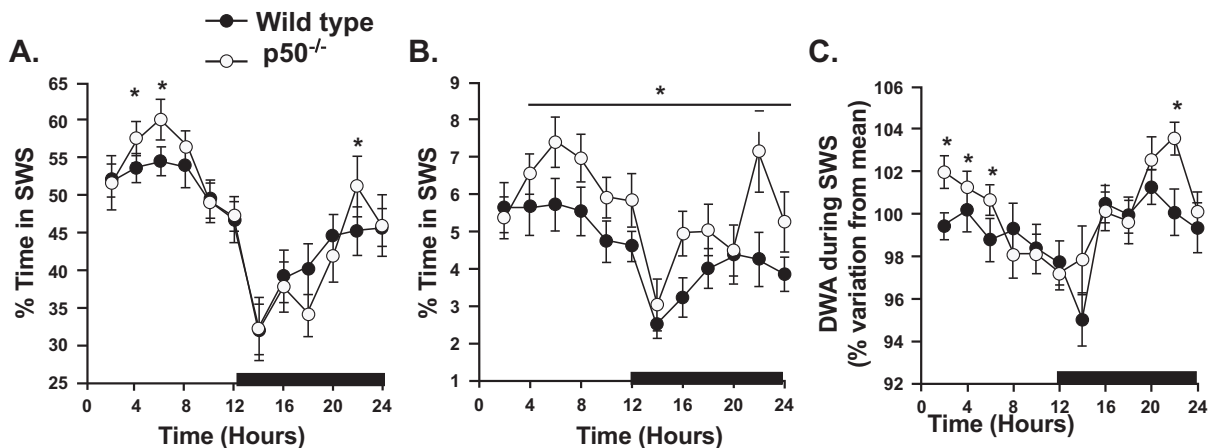 Wild type
p50-/-
A.
B.
C.
65
60
55
50
45
40
35
30
25
% Time in SWS
0 4 8 12 16 20 24
Time (Hours)
9
8
7
6
5
4
3
2
1
% Time in SWS
0 4 8 12 16 20 24
Time (Hours)
106
104
102
100
98
96
94
92
DWA during SWS
(% variation from mean)
0 4 8 12 16 20 24
Time (Hours)
* * *
*
* * * *